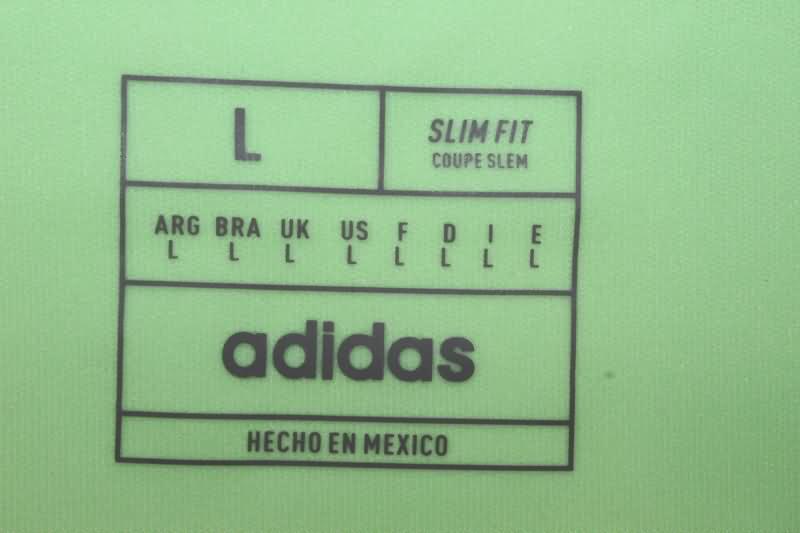 L
SLIM FIT
COUPE SLEM
ARG BRA UK US F D I E
L L L L L L L L
adidas
HECHO EN MEXICO